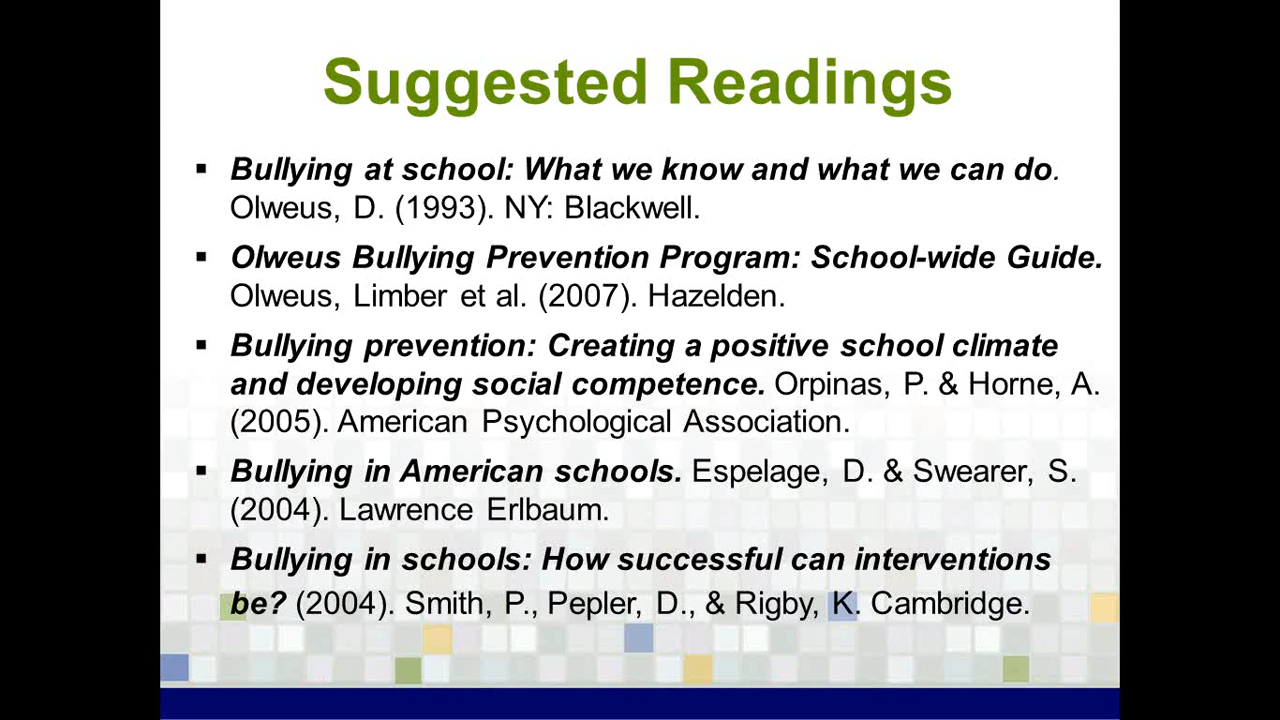 Suggested Readings
▪ Bullying at school: What we know and what we can do.
Olweus, D. (1993). NY: Blackwell.
▪ Olweus Bullying Prevention Program: School-wide Guide.
Olweus, Limber et al. (2007). Hazelden.
▪ Bullying prevention: Creating a positive school climate
and developing social competence. Orpinas, P. & Horne, A.
(2005). American Psychological Association.
▪ Bullying in American schools. Espelage, D. & Swearer, S.
(2004). Lawrence Erlbaum.
▪ Bullying in schools: How successful can interventions
be? (2004). Smith, P., Pepler, D., & Rigby, K. Cambridge.